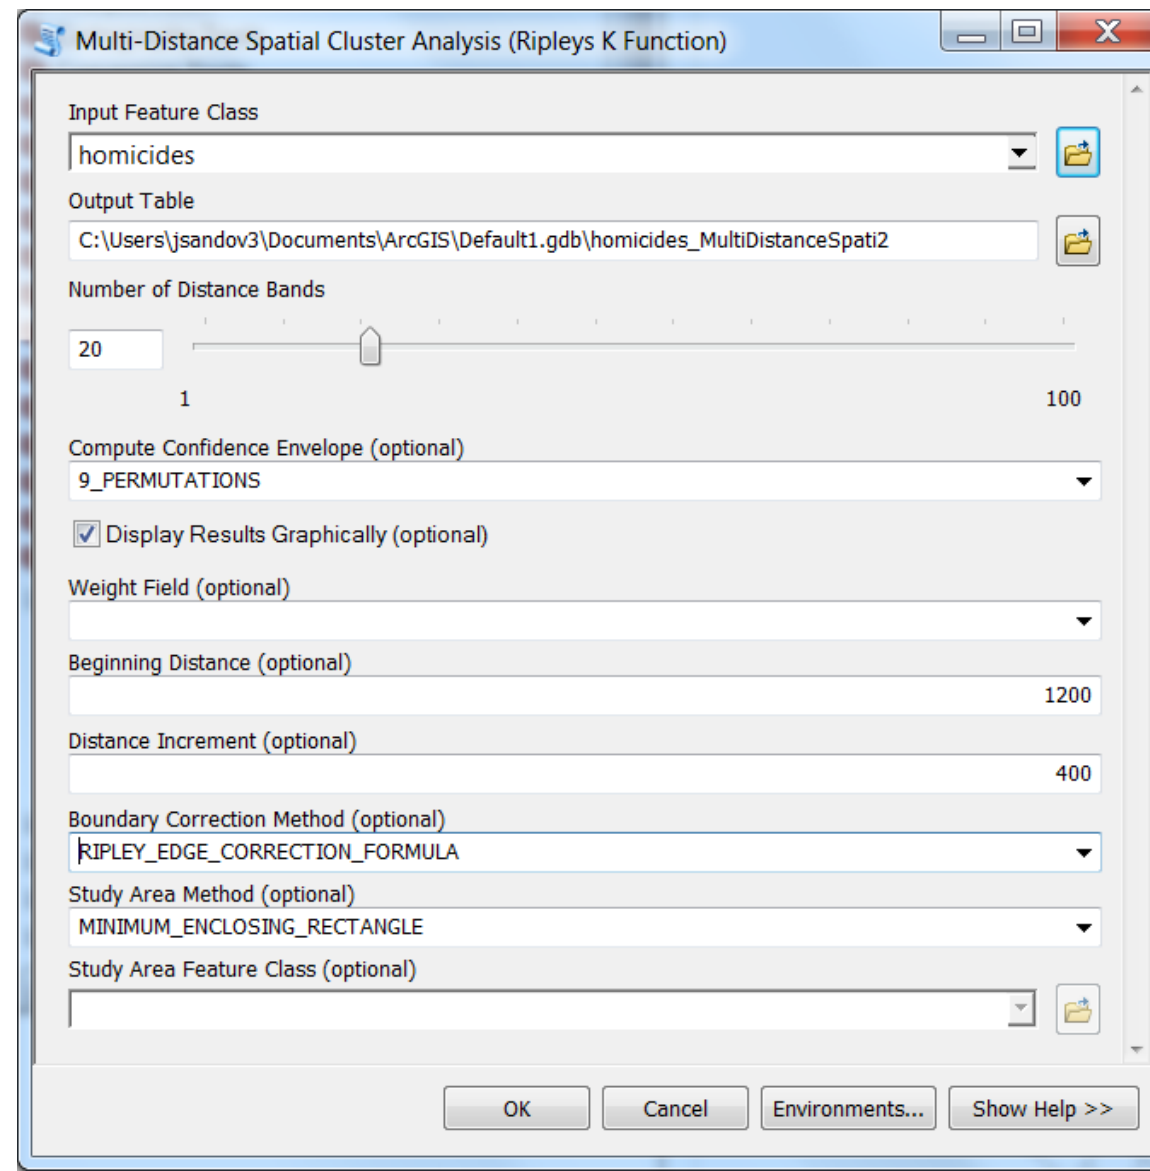 Multi-Distance Spatial Cluster Analysis (Ripleys K Function)
Input Feature Class
homicides
Output Table
C:\Users\jsandov3\Documents\ArcGIS\Default1.gdb\homicides_MultiDistanceSpati2
Number of Distance Bands
20
1 100
Compute Confidence Envelope (optional)
9_PERMUTATIONS
Display Results Graphically (optional)
Weight Field (optional)
Beginning Distance (optional)
1200
Distance Increment (optional)
400
Boundary Correction Method (optional)
RIPLEY_EDGE_CORRECTION_FORMULA
Study Area Method (optional)
MINIMUM_ENCLOSING_RECTANGLE
Study Area Feature Class (optional)
OK Cancel Environments... Show Help >>